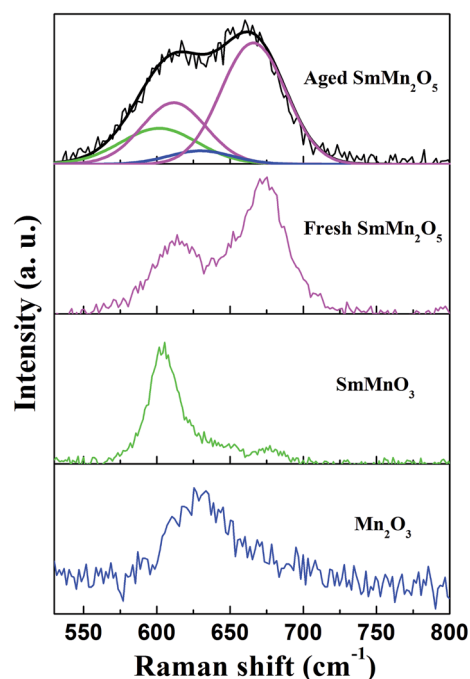 Aged SmMn₂O₅
Fresh SmMn₂O₅
SmMnO₃
Mn₂O₃
Intensity (a. u.)
550 600 650 700 750 800
Raman shift (cm⁻¹)